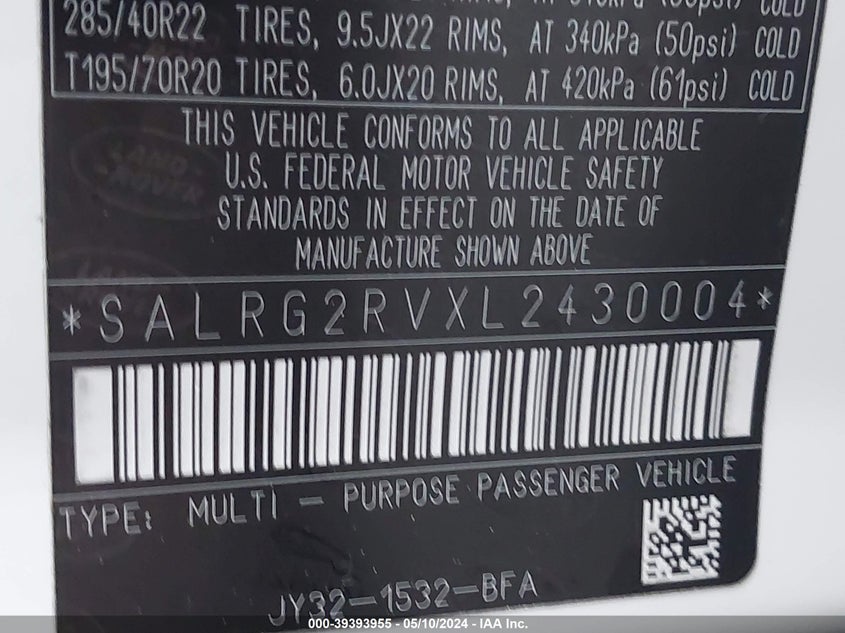 285/40R22 TIRES, 9.5JX22 RIMS, AT 340kPa (50psi) COLD
T195/70R20 TIRES, 6.0JX20 RIMS, AT 420kPa (61psi) COLD
THIS VEHICLE CONFORMS TO ALL APPLICABLE
U.S. FEDERAL MOTOR VEHICLE SAFETY
STANDARDS IN EFFECT ON THE DATE OF
MANUFACTURE SHOWN ABOVE
LAND
ROVER
*SALRG2RVXL2430004*
TYPE: MULTI - PURPOSE PASSENGER VEHICLE
JY32-1532-BFA
000-39393955 - 05/10/2024 - IAA Inc.